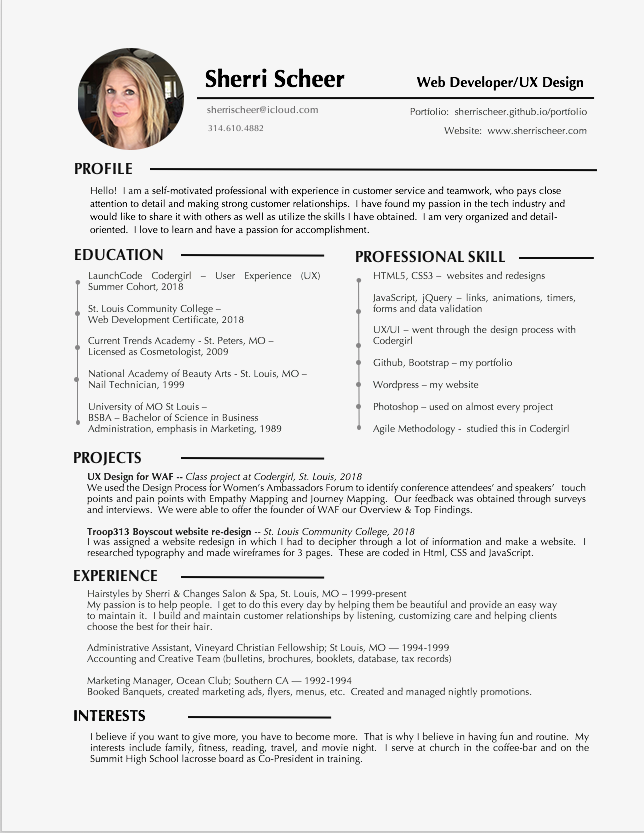 Sherri Scheer
Web Developer/UX Design
sherrischeer@icloud.com
314.610.4882
Portfolio: sherrischeer.github.io/portfolio
Website: www.sherrischeer.com
PROFILE
Hello! I am a self-motivated professional with experience in customer service and teamwork, who pays close
attention to detail and making strong customer relationships. I have found my passion in the tech industry and
would like to share it with others as well as utilize the skills I have obtained. I am very organized and detail-
oriented. I love to learn and have a passion for accomplishment.
EDUCATION
LaunchCode Codergirl – User Experience (UX)
Summer Cohort, 2018
St. Louis Community College –
Web Development Certificate, 2018
Current Trends Academy - St. Peters, MO –
Licensed as Cosmetologist, 2009
National Academy of Beauty Arts - St. Louis, MO –
Nail Technician, 1999
University of MO St Louis –
BSBA – Bachelor of Science in Business
Administration, emphasis in Marketing, 1989
PROFESSIONAL SKILL
HTML5, CSS3 – websites and redesigns
JavaScript, jQuery – links, animations, timers,
forms and data validation
UX/UI – went through the design process with
Codergirl
Github, Bootstrap – my portfolio
Wordpress – my website
Photoshop – used on almost every project
Agile Methodology - studied this in Codergirl
PROJECTS
UX Design for WAF -- Class project at Codergirl, St. Louis, 2018
We used the Design Process for Women's Ambassadors Forum to identify conference attendees' and speakers' touch
points and pain points with Empathy Mapping and Journey Mapping. Our feedback was obtained through surveys
and interviews. We were able to offer the founder of WAF our Overview & Top Findings.
Troop313 Boyscout website re-design -- St. Louis Community College, 2018
I was assigned a website redesign in which I had to decipher through a lot of information and make a website. I
researched typography and made wireframes for 3 pages. These are coded in Html, CSS and JavaScript.
EXPERIENCE
Hairstyles by Sherri & Changes Salon & Spa, St. Louis, MO – 1999-present
My passion is to help people. I get to do this every day by helping them be beautiful and provide an easy way
to maintain it. I build and maintain customer relationships by listening, customizing care and helping clients
choose the best for their hair.
Administrative Assistant, Vineyard Christian Fellowship; St Louis, MO — 1994-1999
Accounting and Creative Team (bulletins, brochures, booklets, database, tax records)
Marketing Manager, Ocean Club; Southern CA — 1992-1994
Booked Banquets, created marketing ads, flyers, menus, etc. Created and managed nightly promotions.
INTERESTS
I believe if you want to give more, you have to become more. That is why I believe in having fun and routine. My
interests include family, fitness, reading, travel, and movie night. I serve at church in the coffee-bar and on the
Summit High School lacrosse board as Co-President in training.